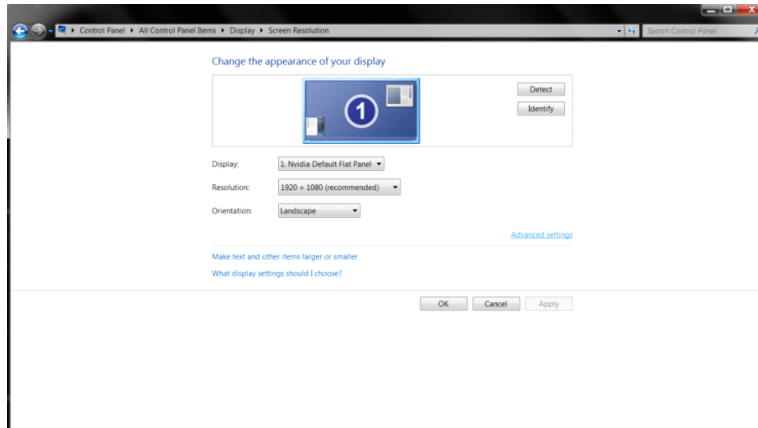 Control Panel ▸ All Control Panel Items ▸ Display ▸ Screen Resolution
Search Control Panel
Change the appearance of your display
1
Detect
Identify
Display: 1. Nvidia Default Flat Panel
Resolution: 1920 × 1080 (recommended)
Orientation: Landscape
Advanced settings
Make text and other items larger or smaller
What display settings should I choose?
OK Cancel Apply